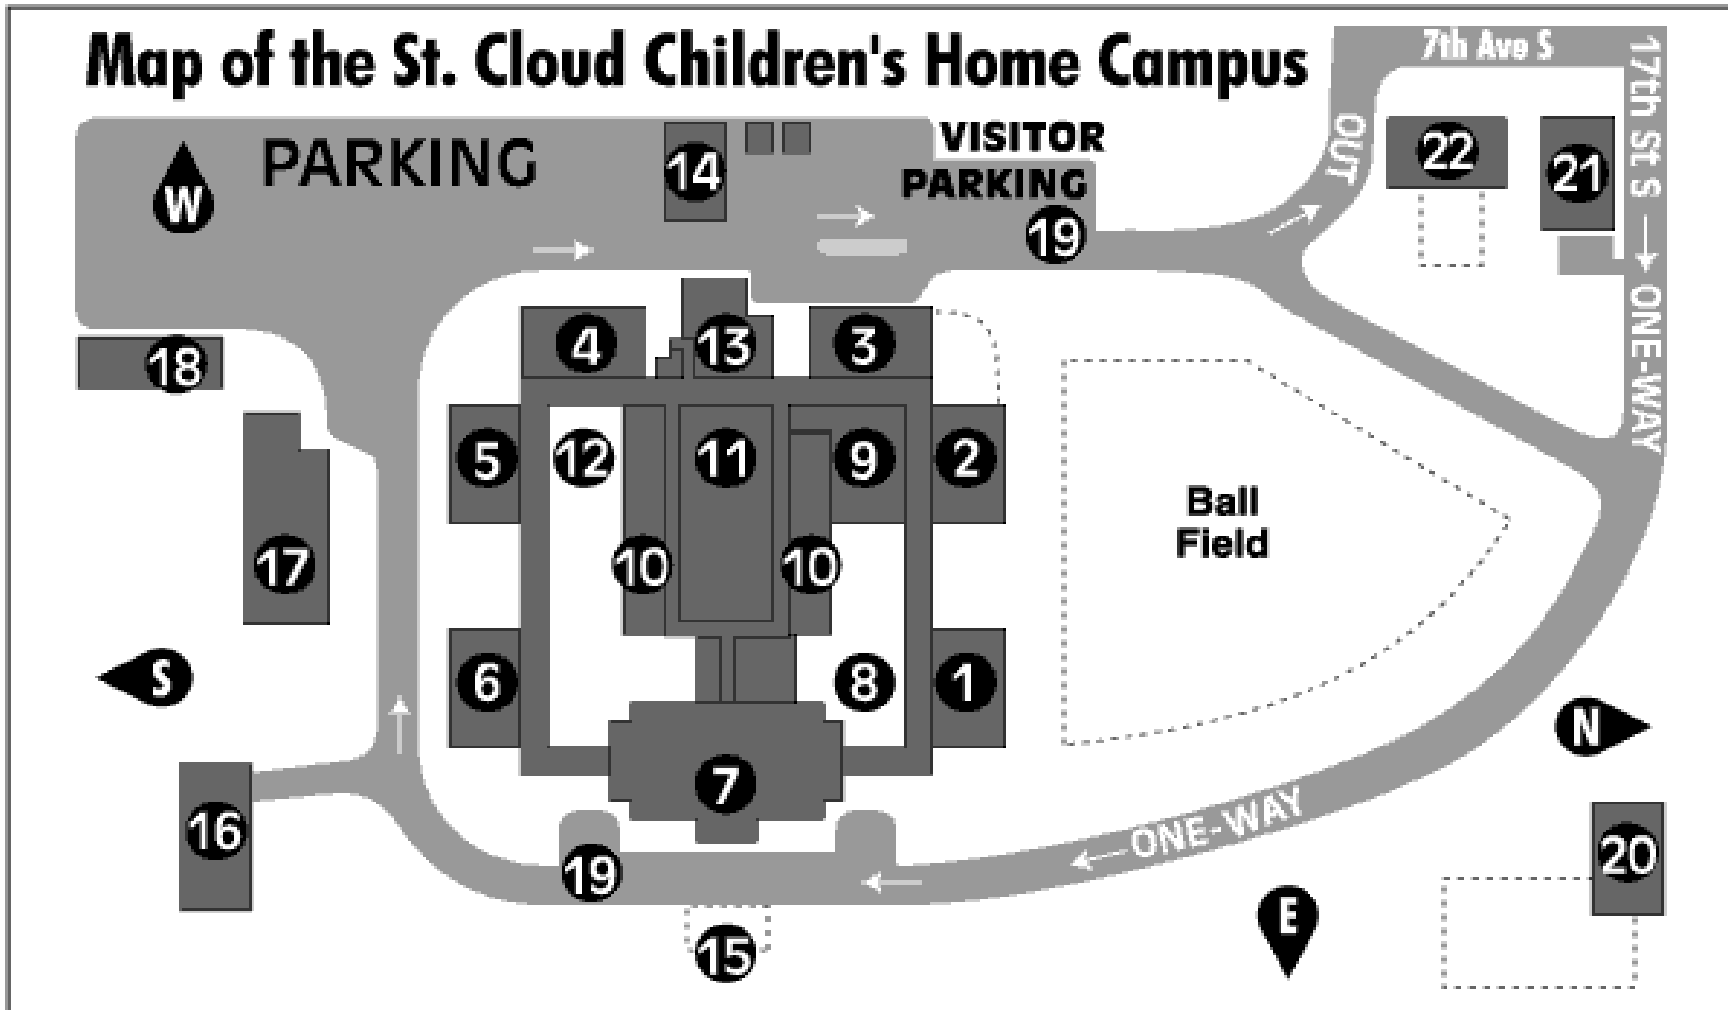 Map of the St. Cloud Children's Home Campus
7th Ave S
17th St S
ONE-WAY
OUT
PARKING
VISITOR
PARKING
W
14
22
21
19
4
13
3
18
5
12
11
9
2
Ball
Field
17
10
10
S
6
8
1
N
7
16
ONE-WAY
19
20
E
15